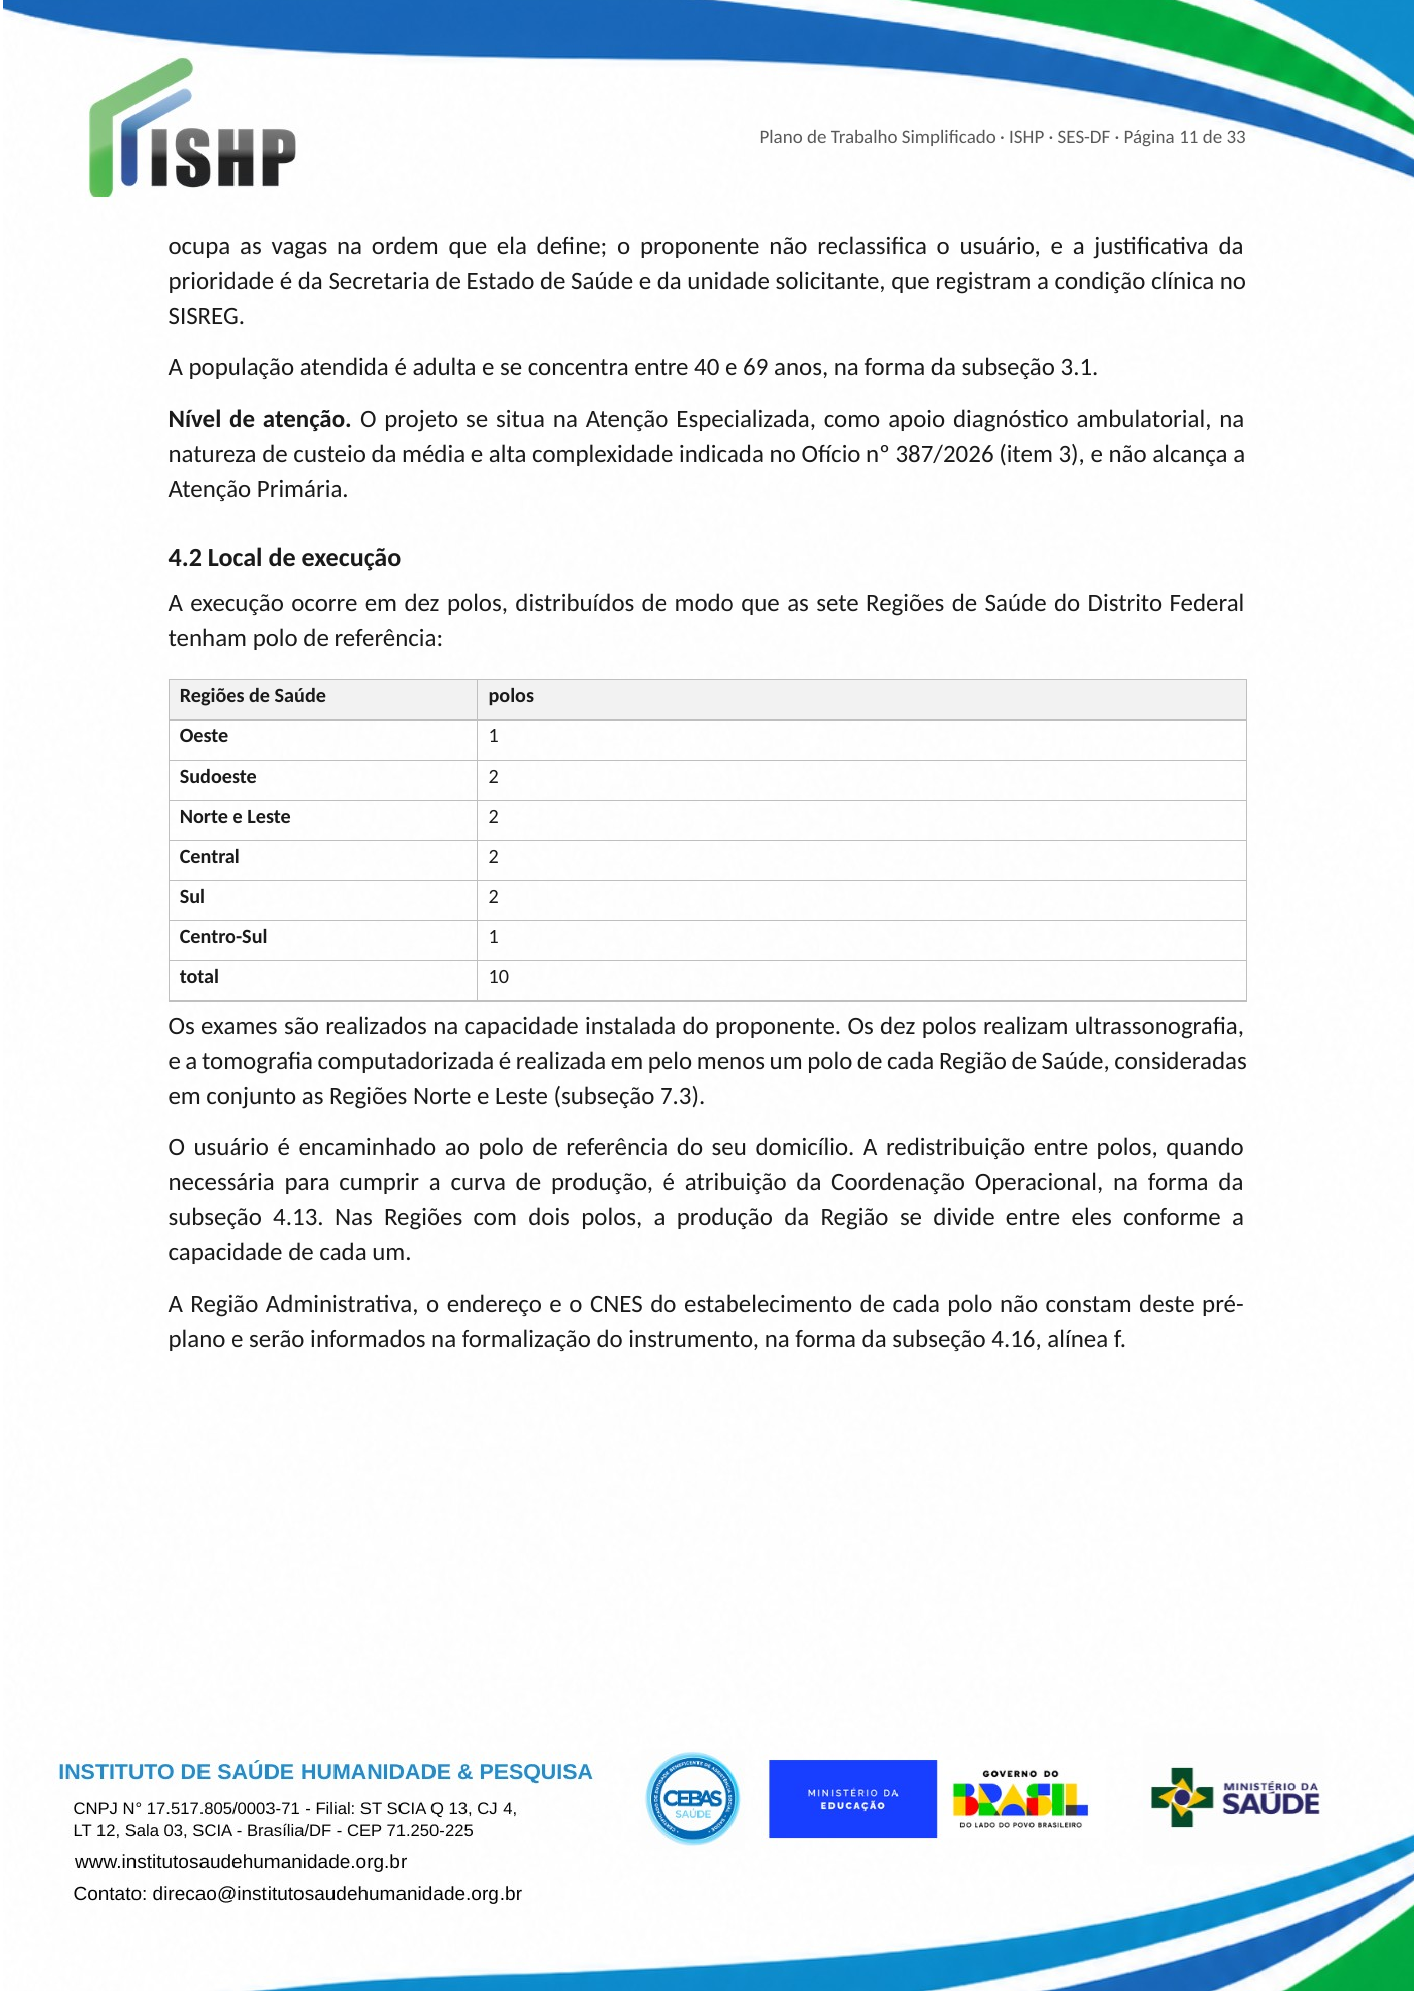 ISHP
Plano de Trabalho Simplificado · ISHP · SES-DF · Página 11 de 33
ocupa as vagas na ordem que ela define; o proponente não reclassifica o usuário, e a justificativa da
prioridade é da Secretaria de Estado de Saúde e da unidade solicitante, que registram a condição clínica no
SISREG.
A população atendida é adulta e se concentra entre 40 e 69 anos, na forma da subseção 3.1.
Nível de atenção. O projeto se situa na Atenção Especializada, como apoio diagnóstico ambulatorial, na
natureza de custeio da média e alta complexidade indicada no Ofício nº 387/2026 (item 3), e não alcança a
Atenção Primária.
4.2 Local de execução
A execução ocorre em dez polos, distribuídos de modo que as sete Regiões de Saúde do Distrito Federal
tenham polo de referência:
Regiões de Saúde polos
Oeste 1
Sudoeste 2
Norte e Leste 2
Central 2
Sul 2
Centro-Sul 1
total 10
Os exames são realizados na capacidade instalada do proponente. Os dez polos realizam ultrassonografia,
e a tomografia computadorizada é realizada em pelo menos um polo de cada Região de Saúde, consideradas
em conjunto as Regiões Norte e Leste (subseção 7.3).
O usuário é encaminhado ao polo de referência do seu domicílio. A redistribuição entre polos, quando
necessária para cumprir a curva de produção, é atribuição da Coordenação Operacional, na forma da
subseção 4.13. Nas Regiões com dois polos, a produção da Região se divide entre eles conforme a
capacidade de cada um.
A Região Administrativa, o endereço e o CNES do estabelecimento de cada polo não constam deste pré-
plano e serão informados na formalização do instrumento, na forma da subseção 4.16, alínea f.
INSTITUTO DE SAÚDE HUMANIDADE & PESQUISA
CNPJ N° 17.517.805/0003-71 - Filial: ST SCIA Q 13, CJ 4,
LT 12, Sala 03, SCIA - Brasília/DF - CEP 71.250-225
www.institutosaudehumanidade.org.br
Contato: direcao@institutosaudehumanidade.org.br
CEBAS
SAÚDE
MINISTÉRIO DA
EDUCAÇÃO
GOVERNO DO
BRASIL
DO LADO DO POVO BRASILEIRO
MINISTÉRIO DA
SAÚDE